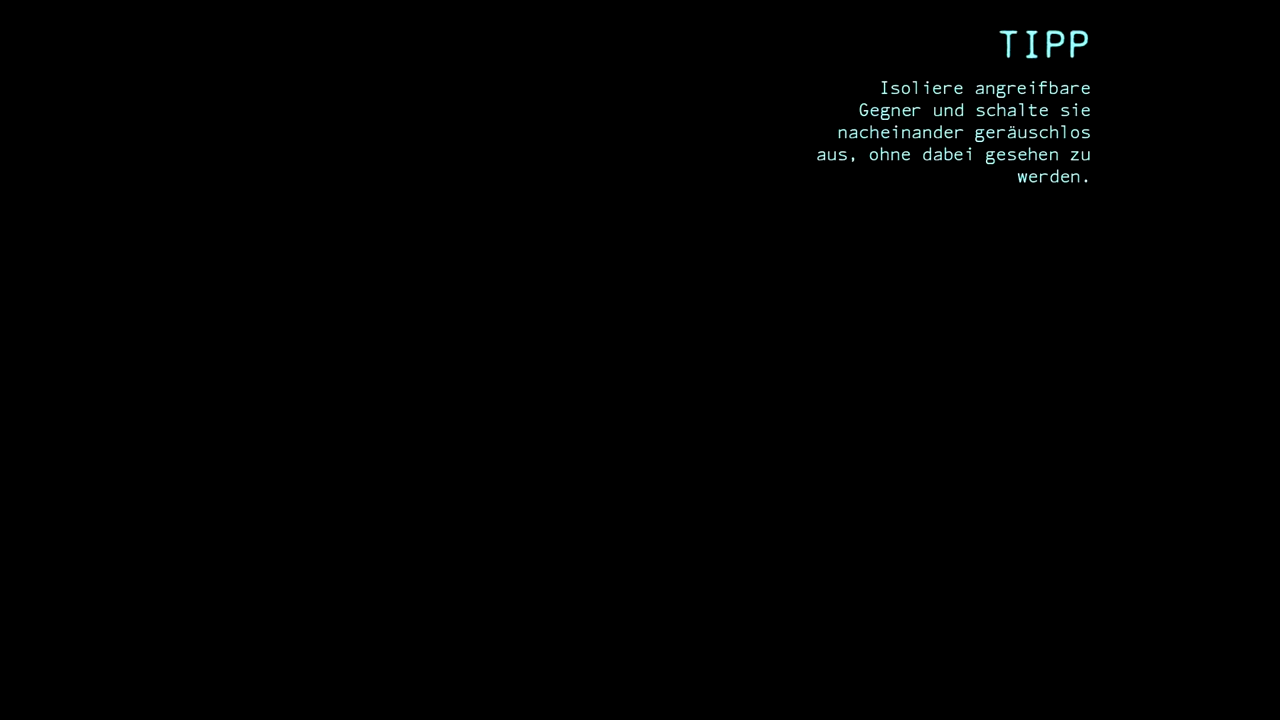 TIPP
Isoliere angreifbare
Gegner und schalte sie
nacheinander geräuschlos
aus, ohne dabei gesehen zu
werden.